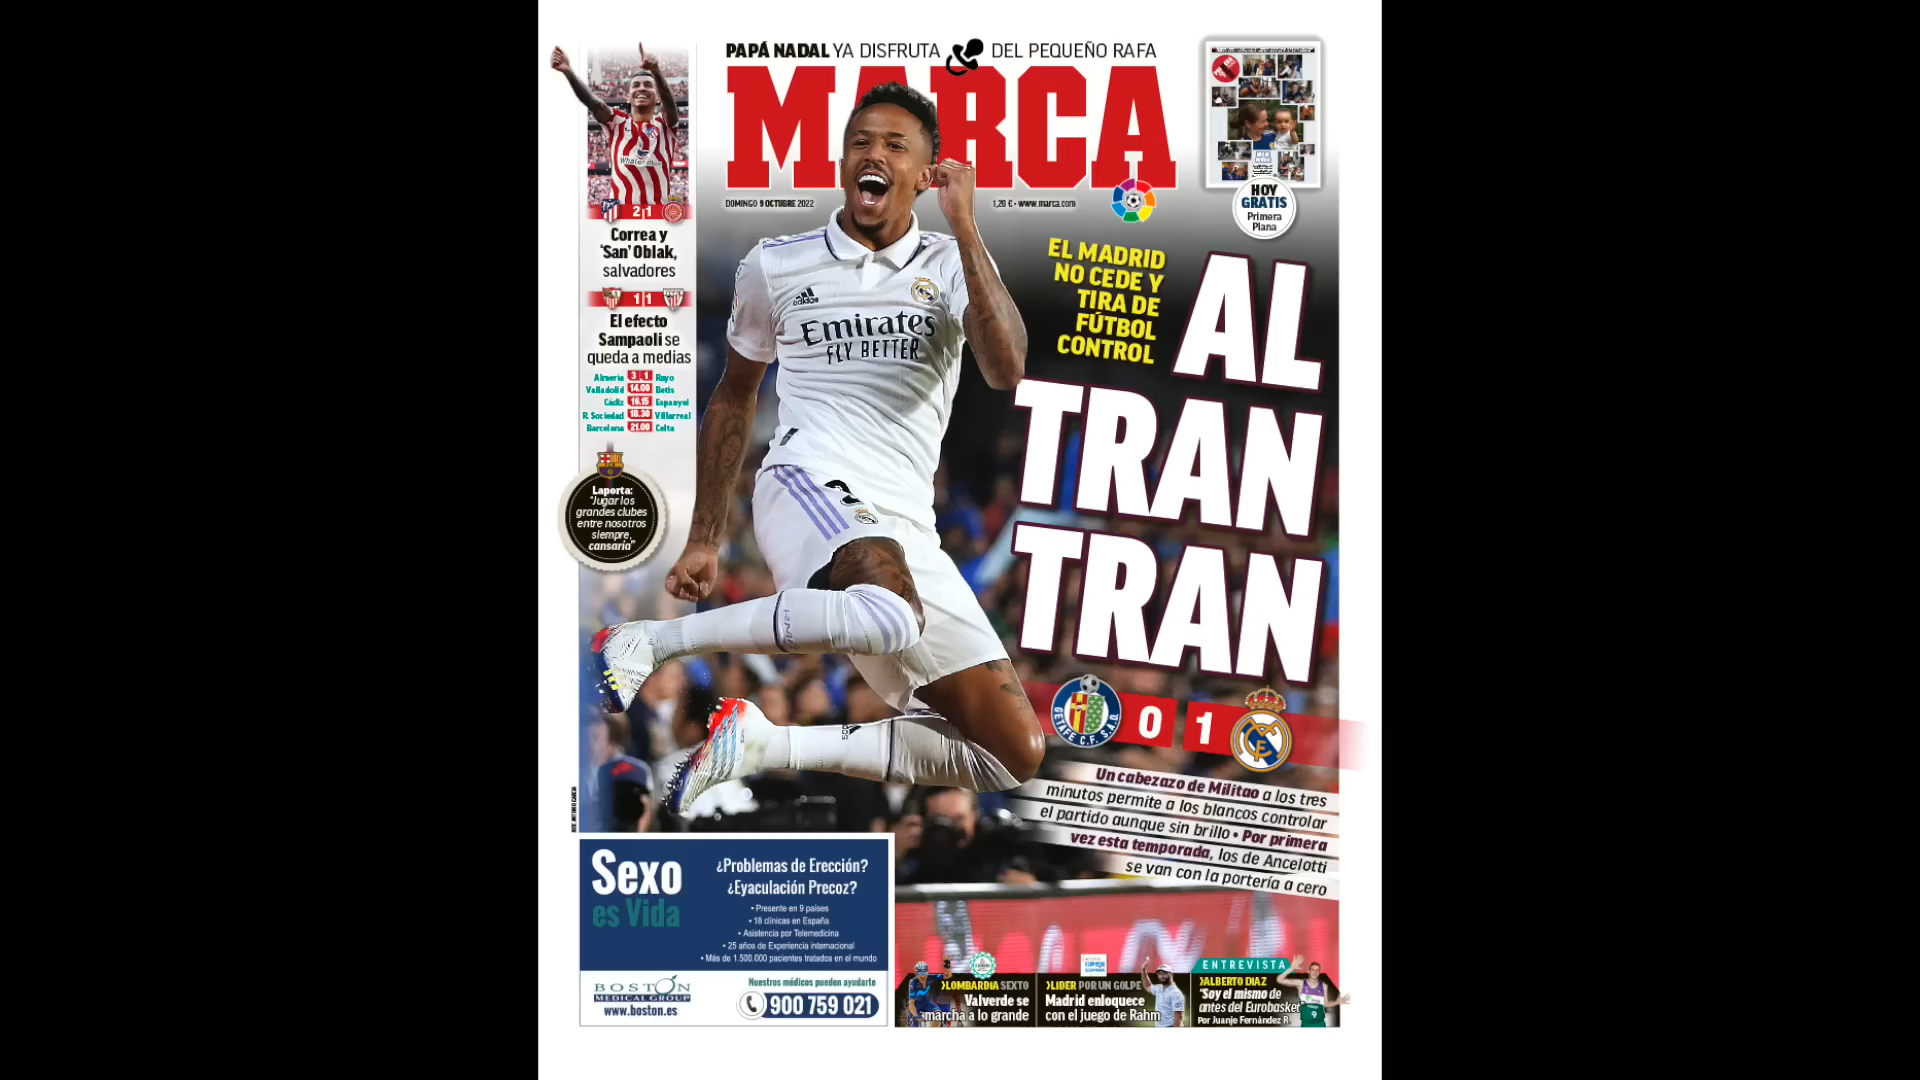 PAPÁ NADAL YA DISFRUTA DEL PEQUEÑO RAFA
MARCA
DOMINGO 9 OCTUBRE 2022
1,20 € • www.marca.com
HOY
GRATIS
Primera
Plana
2 1
Correa y
‘San’ Oblak,
salvadores
1 1
El efecto
Sampaoli se
queda a medias
Almería 3 1 Rayo
Valladolid 14.00 Betis
Cádiz 16.15 Espanyol
R. Sociedad 18.30 Villarreal
Barcelona 21.00 Celta
Laporta:
“Jugar los
grandes clubes
entre nosotros
siempre,
cansaría”
EL MADRID
NO CEDE Y
TIRA DE
FÚTBOL
CONTROL
AL
TRAN
TRAN
adidas
Emirates
FLY BETTER
GETAFE C.F. S.A.D.
0 1
Un cabezazo de Militao a los tres
minutos permite a los blancos controlar
el partido aunque sin brillo • Por primera
vez esta temporada, los de Ancelotti
se van con la portería a cero
Sexo
es Vida
¿Problemas de Erección?
¿Eyaculación Precoz?
• Presente en 9 países
• 18 clínicas en España
• Asistencia por Telemedicina
• 25 años de Experiencia internacional
• Más de 1.500.000 pacientes tratados en el mundo
BOSTON
MEDICAL GROUP
www.boston.es
Nuestros médicos pueden ayudarte
900 759 021
LOMBARDIA SEXTO
Valverde se
marcha a lo grande
LIDER POR UN GOLPE
Madrid enloquece
con el juego de Rahm
ENTREVISTA
ALBERTO DIAZ
“Soy el mismo de
antes del Eurobasket”
Por Juanje Fernández R.